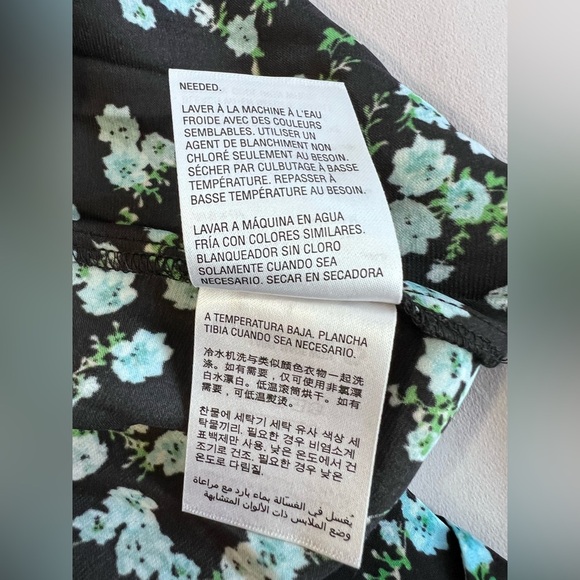 NEEDED.
LAVER À LA MACHINE À L'EAU
FROIDE AVEC DES COULEURS
SEMBLABLES. UTILISER UN
AGENT DE BLANCHIMENT NON
CHLORÉ SEULEMENT AU BESOIN.
SÉCHER PAR CULBUTAGE À BASSE
TEMPÉRATURE. REPASSER À
BASSE TEMPÉRATURE AU BESOIN.
LAVAR A MÁQUINA EN AGUA
FRÍA CON COLORES SIMILARES.
BLANQUEADOR SIN CLORO
SOLAMENTE CUANDO SEA
NECESARIO. SECAR EN SECADORA
A TEMPERATURA BAJA. PLANCHA
TIBIA CUANDO SEA NECESARIO.
冷水机洗与类似颜色衣物一起洗
涤。如有需要，仅可使用非氯漂
白水漂白。低温滚筒烘干。如有
需要，可低温熨烫。
찬물에 세탁기 세탁 유사 색상 세
탁물끼리. 필요한 경우 비염소계
표백제만 사용. 낮은 온도에서 건
조기로 건조. 필요한 경우 낮은
온도로 다림질.
يُغسل في الغسّالة بماء بارد مع مراعاة
وضع الملابس ذات الألوان المتشابهة